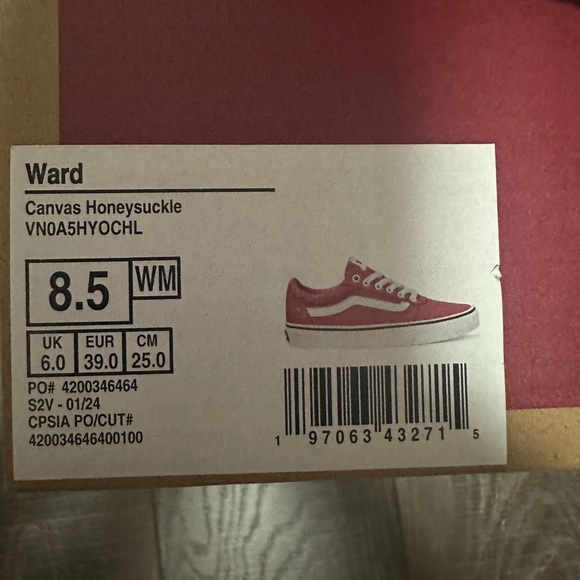 Ward
Canvas Honeysuckle
VN0A5HYOCHL
8.5 WM
UK EUR CM
6.0 39.0 25.0
PO# 4200346464
S2V - 01/24
CPSIA PO/CUT#
420034646400100
1 97063 43271 5